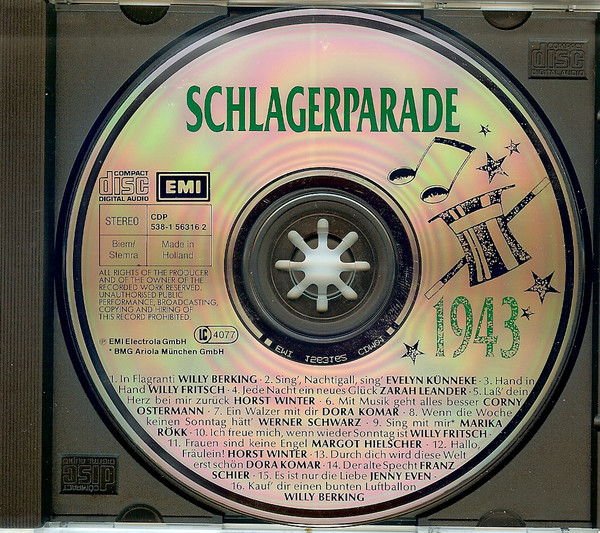 COMPACT
disc
DIGITAL AUDIO
SCHLAGERPARADE
COMPACT
disc
DIGITAL AUDIO
EMI
STEREO
CDP
538-1 56316 2
Biem/
Stemra
Made in
Holland
ALL RIGHTS OF THE PRODUCER
AND OF THE OWNER OF THE
RECORDED WORK RESERVED.
UNAUTHORISED PUBLIC
PERFORMANCE, BROADCASTING,
COPYING AND HIRING OF
THIS RECORD PROHIBITED.
LC 4077
℗ EMI Electrola GmbH
* BMG Ariola München GmbH
1943
1. In Flagranti WILLY BERKING · 2. Sing', Nachtigall, sing' EVELYN KÜNNEKE · 3. Hand in
Hand WILLY FRITSCH · 4. Jede Nacht ein neues Glück ZARAH LEANDER · 5. Laß' dein
Herz bei mir zurück HORST WINTER · 6. Mit Musik geht alles besser CORNY
OSTERMANN · 7. Ein Walzer mit dir DORA KOMAR · 8. Wenn die Woche
keinen Sonntag hätt' WERNER SCHWARZ · 9. Sing mit mir* MARIKA
RÖKK · 10. Ich freue mich, wenn wieder Sonntag ist WILLY FRITSCH ·
11. Frauen sind keine Engel MARGOT HIELSCHER · 12. Hallo,
Fräulein! HORST WINTER · 13. Durch dich wird diese Welt
erst schön DORA KOMAR · 14. Der alte Specht FRANZ
SCHIER · 15. Es ist nur die Liebe JENNY EVEN ·
16. Kauf' dir einen bunten Luftballon
WILLY BERKING
COMPACT
disc
DIGITAL AUDIO